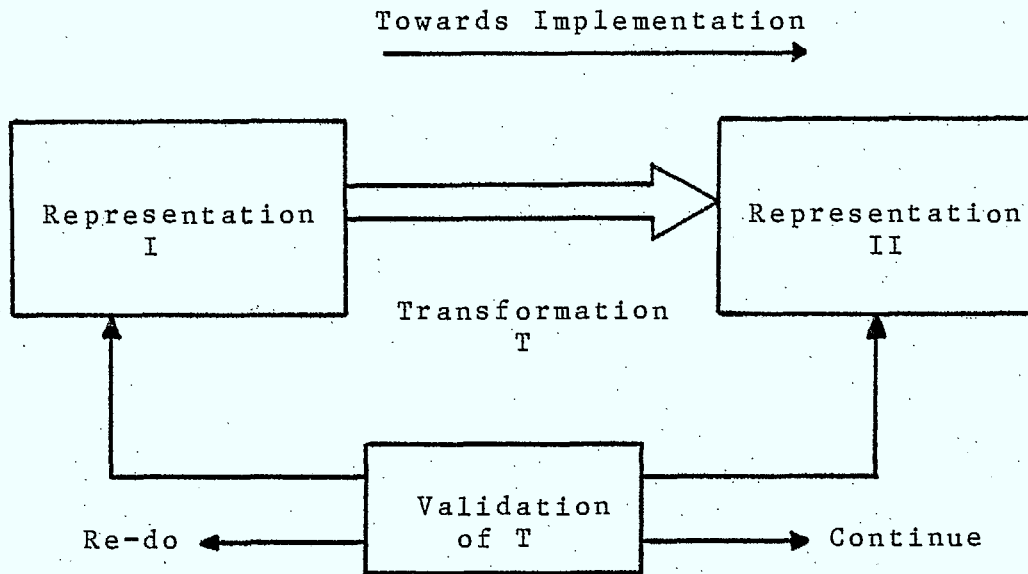 Towards Implementation
Representation
I
Representation
II
Transformation
T
Validation
of T
Re-do
Continue